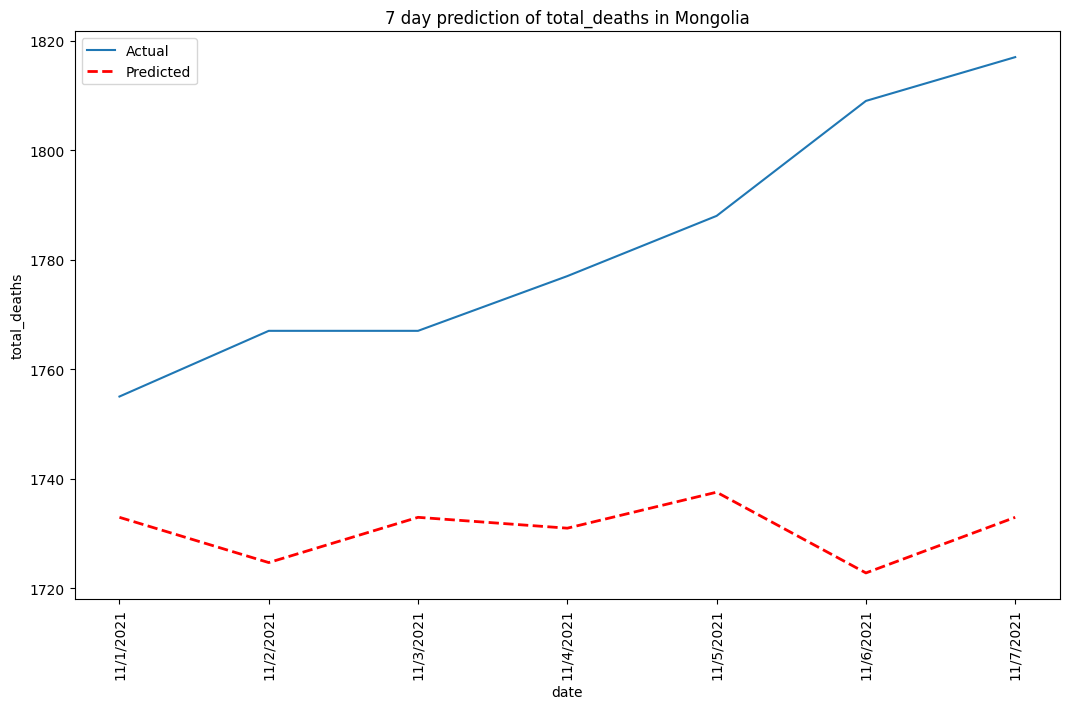 7 day prediction of total_deaths in Mongolia
Actual
Predicted
1820
1800
1780
1760
1740
1720
total_deaths
11/1/2021
11/2/2021
11/3/2021
11/4/2021
11/5/2021
11/6/2021
11/7/2021
date